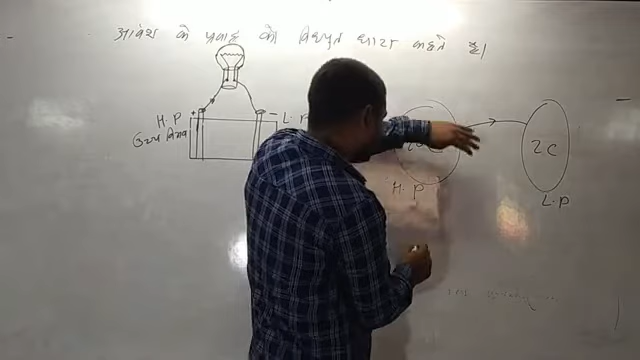 आवेश के प्रवाह को विद्युत धारा कहते है।
H.P + - L.P
उच्च विभव
2C
H.P
L.P